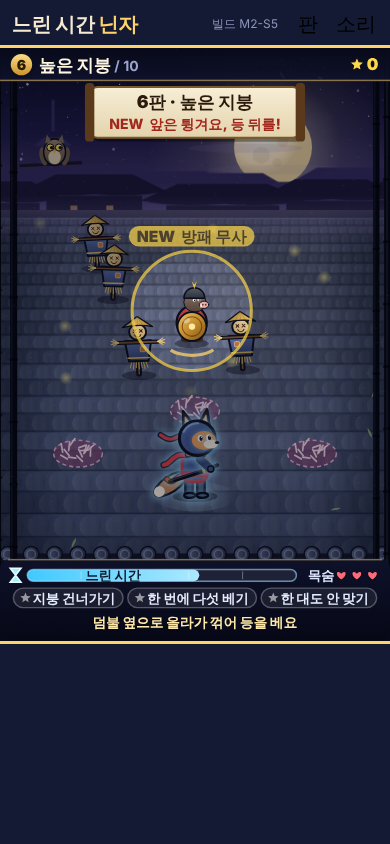 느린 시간 닌자 빌드 M2-S5 판 소리
6 높은 지붕 / 10 ★ 0
6판 · 높은 지붕
NEW 앞은 튕겨요, 등 뒤를!
NEW 방패 무사
느린 시간 목숨 ♥ ♥ ♥
★지붕 건너가기 ★한 번에 다섯 베기 ★한 대도 안 맞기
덤불 옆으로 올라가 꺾어 등을 베요